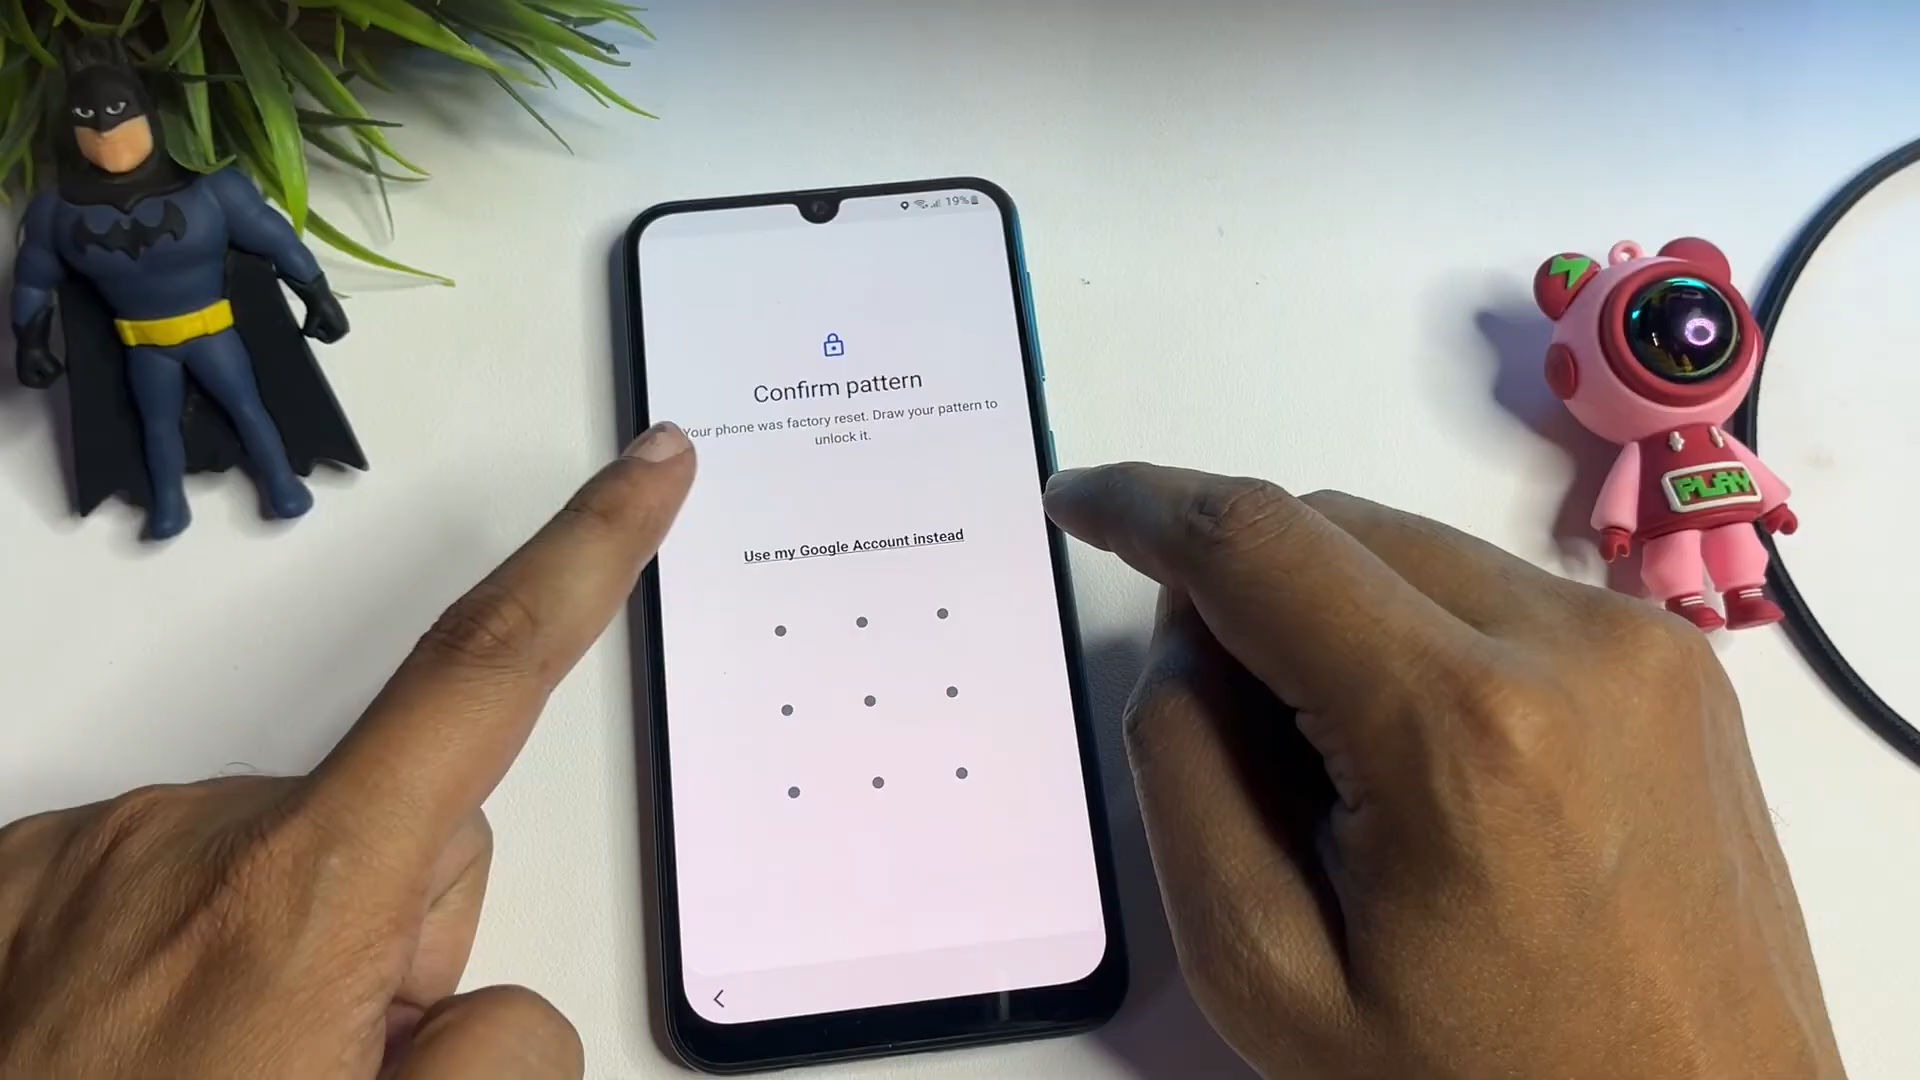 19%
Confirm pattern
Your phone was factory reset. Draw your pattern to
unlock it.
Use my Google Account instead
PLAY